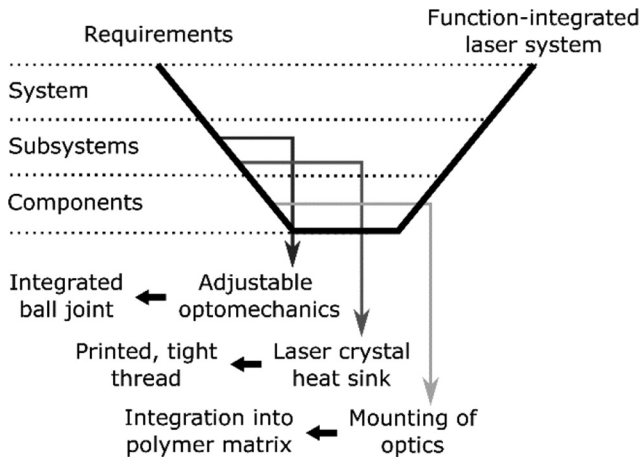 Requirements
Function-integrated
laser system
System
Subsystems
Components
Integrated
ball joint
Adjustable
optomechanics
Printed, tight
thread
Laser crystal
heat sink
Integration into
polymer matrix
Mounting of
optics